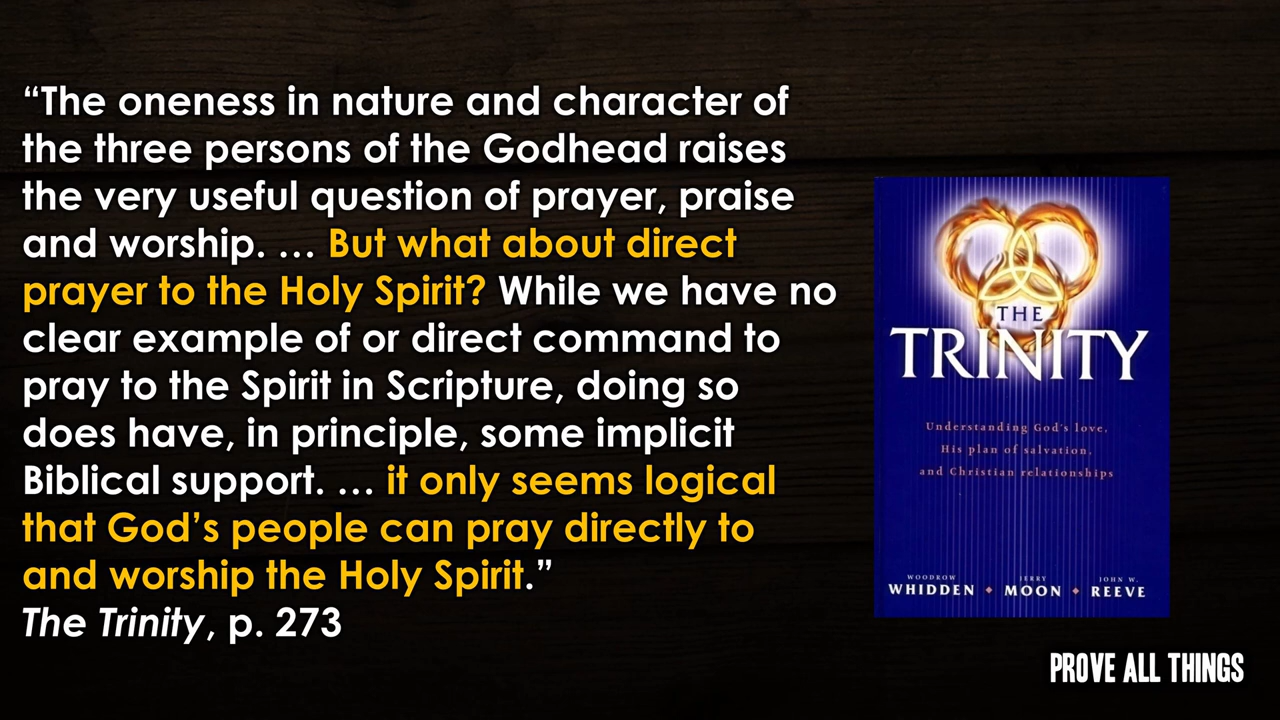 “The oneness in nature and character of
the three persons of the Godhead raises
the very useful question of prayer, praise
and worship. … But what about direct
prayer to the Holy Spirit? While we have no
clear example of or direct command to
pray to the Spirit in Scripture, doing so
does have, in principle, some implicit
Biblical support. … it only seems logical
that God’s people can pray directly to
and worship the Holy Spirit.”
The Trinity, p. 273
THE
TRINITY
Understanding God's love,
His plan of salvation,
and Christian relationships
WOODROW WHIDDEN • JERRY MOON • JOHN W. REEVE
PROVE ALL THINGS